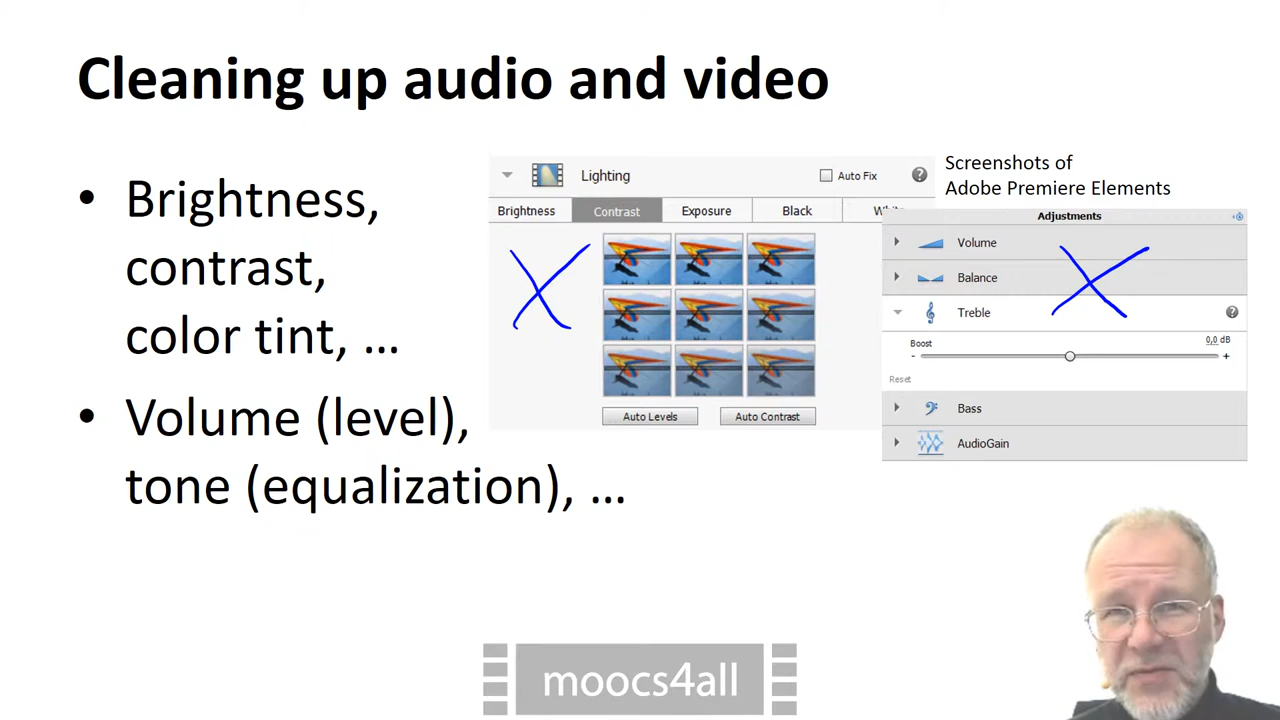 Cleaning up audio and video
• Brightness,
contrast,
color tint, ...
• Volume (level),
tone (equalization), ...
Lighting
Auto Fix
?
Brightness Contrast Exposure Black Whi
Auto Levels Auto Contrast
Screenshots of
Adobe Premiere Elements
Adjustments
Volume
Balance
Treble
?
Boost 0,0 dB
- +
Reset
Bass
AudioGain
moocs4all